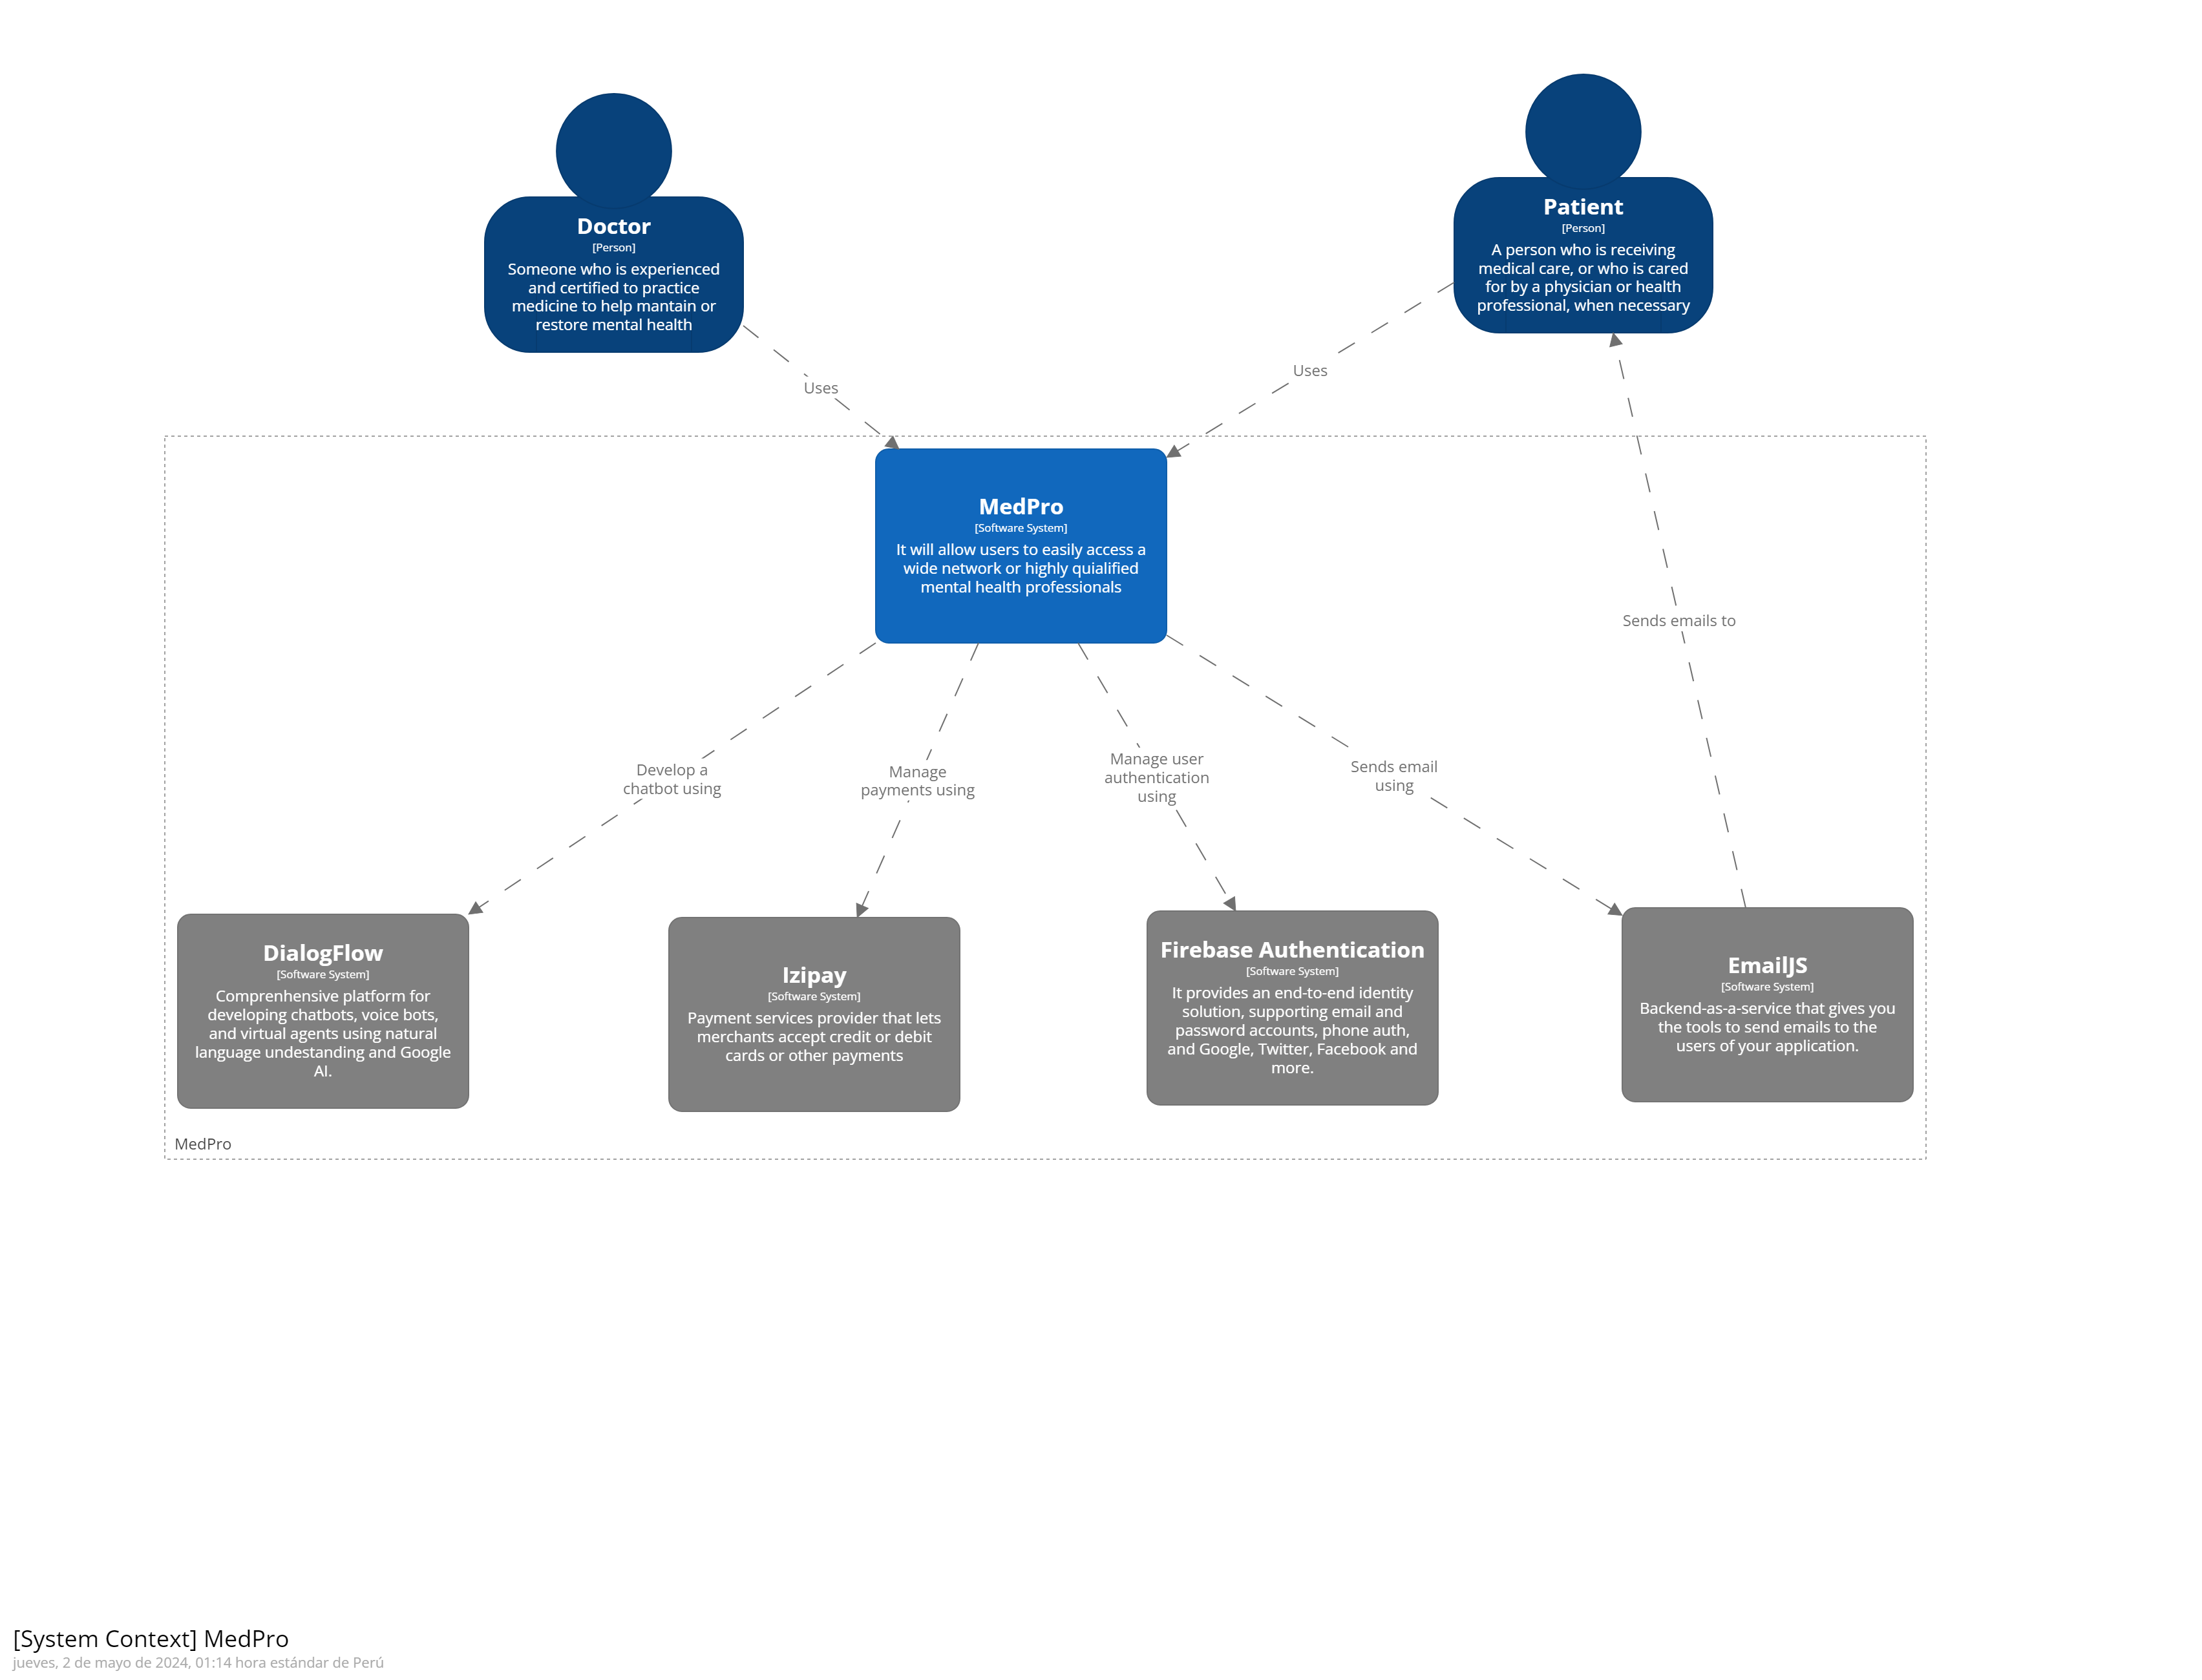 Doctor
[Person]
Someone who is experienced
and certified to practice
medicine to help mantain or
restore mental health
Patient
[Person]
A person who is receiving
medical care, or who is cared
for by a physician or health
professional, when necessary
Uses
Uses
MedPro
[Software System]
It will allow users to easily access a
wide network or highly quialified
mental health professionals
Sends emails to
Develop a
chatbot using
Manage
payments using
Manage user
authentication
using
Sends email
using
DialogFlow
[Software System]
Comprenhensive platform for
developing chatbots, voice bots,
and virtual agents using natural
language undestanding and Google
AI.
Izipay
[Software System]
Payment services provider that lets
merchants accept credit or debit
cards or other payments
Firebase Authentication
[Software System]
It provides an end-to-end identity
solution, supporting email and
password accounts, phone auth,
and Google, Twitter, Facebook and
more.
EmailJS
[Software System]
Backend-as-a-service that gives you
the tools to send emails to the
users of your application.
MedPro
[System Context] MedPro
jueves, 2 de mayo de 2024, 01:14 hora estándar de Perú